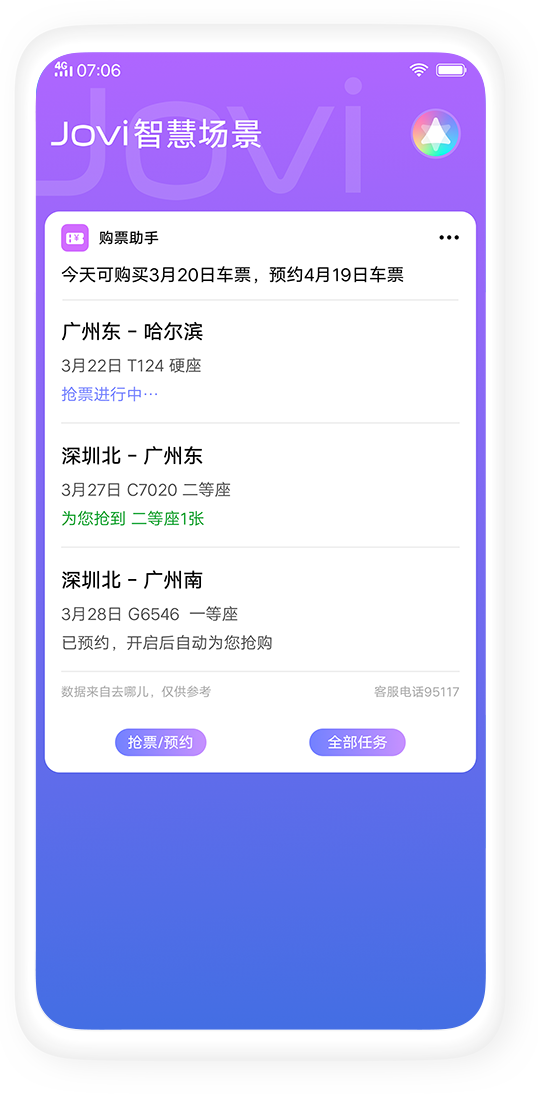 4G 07:06
Jovi
Jovi智慧场景
购票助手
今天可购买3月20日车票，预约4月19日车票
广州东 - 哈尔滨
3月22日 T124 硬座
抢票进行中···
深圳北 - 广州东
3月27日 C7020 二等座
为您抢到 二等座1张
深圳北 - 广州南
3月28日 G6546 一等座
已预约，开启后自动为您抢购
数据来自去哪儿，仅供参考 客服电话95117
抢票/预约 全部任务